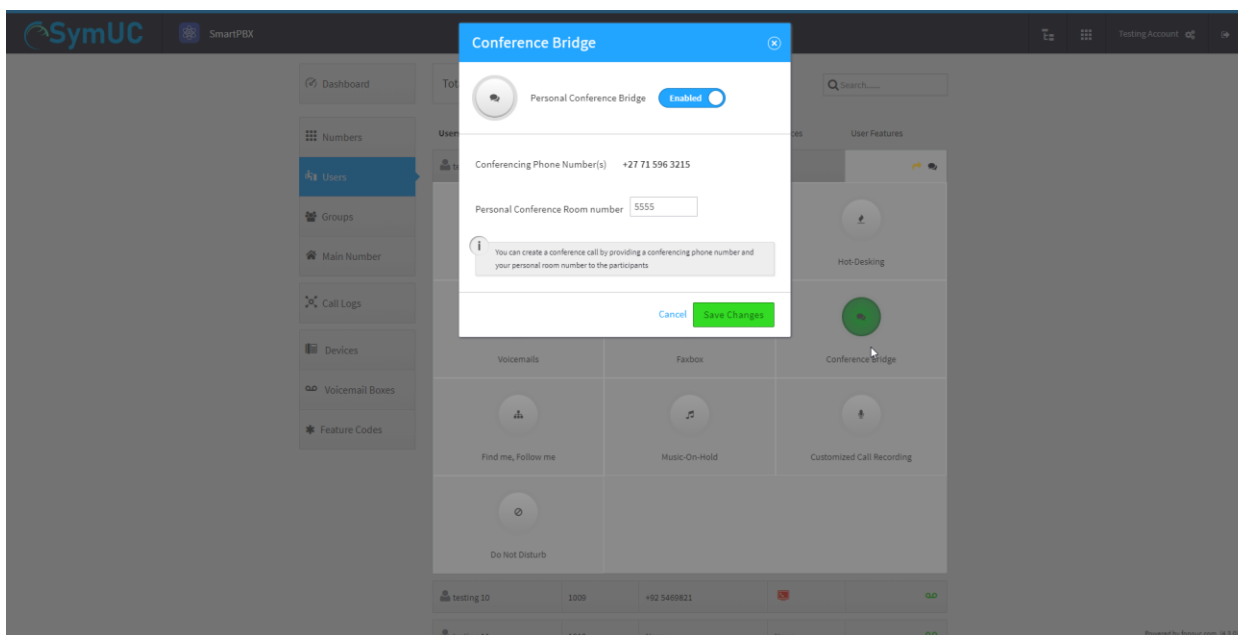 SymUC
SmartPBX
Testing Account
Conference Bridge
Personal Conference Bridge
Enabled
Conferencing Phone Number(s)
+27 71 596 3215
Personal Conference Room number
5555
You can create a conference call by providing a conferencing phone number and
your personal room number to the participants
Cancel
Save Changes
Dashboard
Numbers
Users
Groups
Main Number
Call Logs
Devices
Voicemail Boxes
Feature Codes
Search......
User Features
Hot-Desking
Voicemails
Faxbox
Conference Bridge
Find me, Follow me
Music-On-Hold
Customized Call Recording
Do Not Disturb
testing 10
1009
+92 5469821